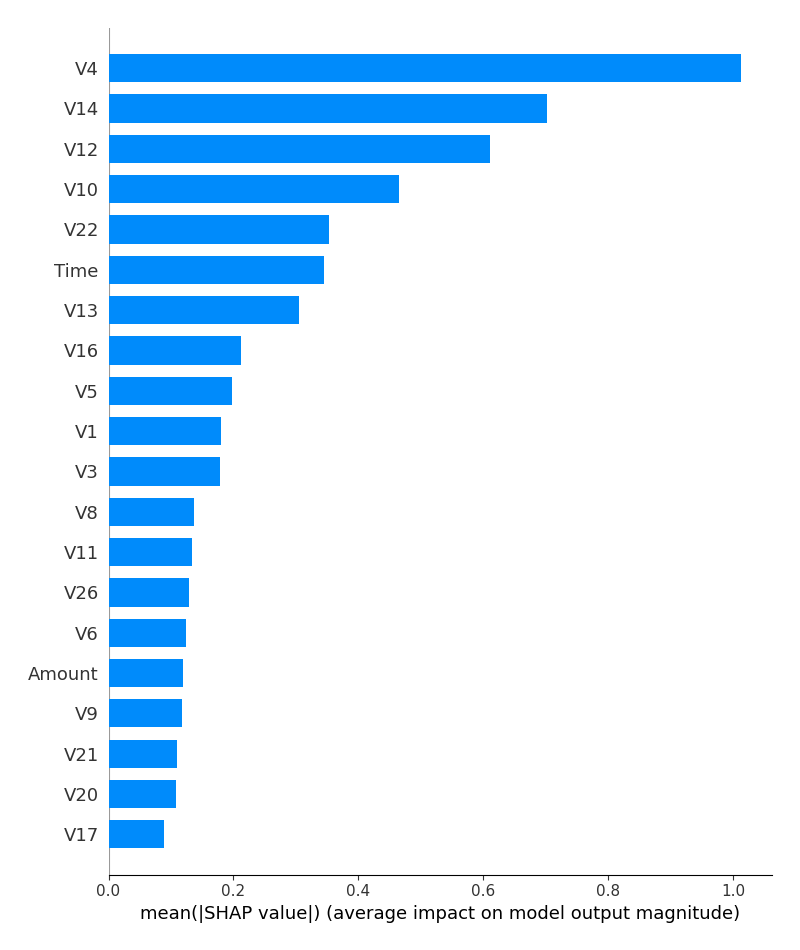 V4
V14
V12
V10
V22
Time
V13
V16
V5
V1
V3
V8
V11
V26
V6
Amount
V9
V21
V20
V17
0.0 0.2 0.4 0.6 0.8 1.0
mean(|SHAP value|) (average impact on model output magnitude)